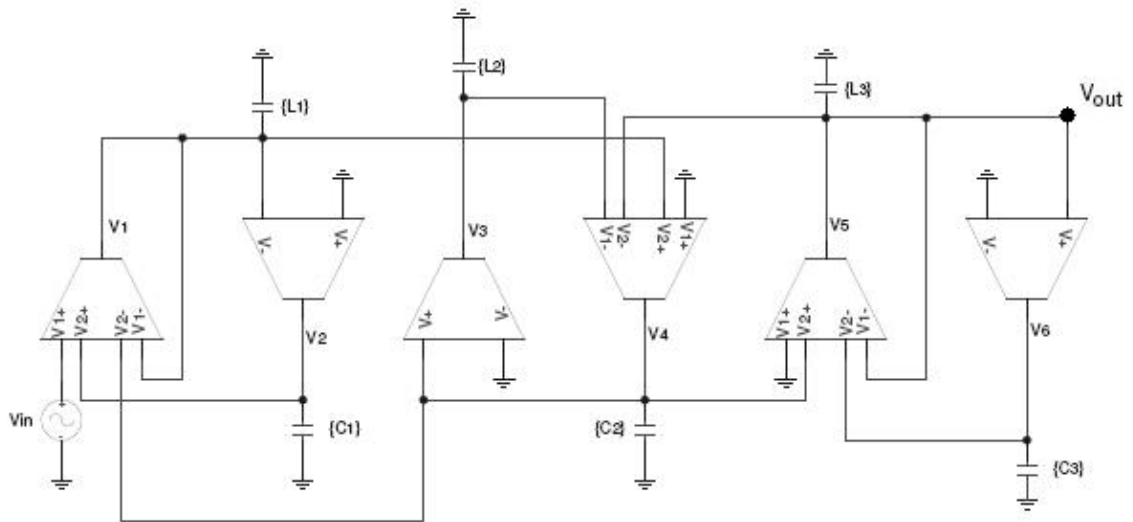 {L2}
{L1}
{L3}
Vout
V1
V-
V+
V3
V1-
V2-
V2+
V1+
V5
V-
V+
V1+
V2+
V2-
V1-
V2
V+
V-
V4
V1+
V2+
V2-
V1-
V6
Vin
+
-
{C1}
{C2}
{C3}